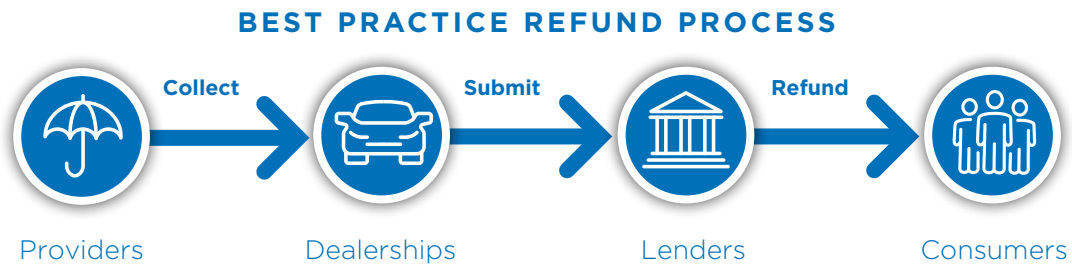 BEST PRACTICE REFUND PROCESS
Collect
Submit
Refund
Providers
Dealerships
Lenders
Consumers